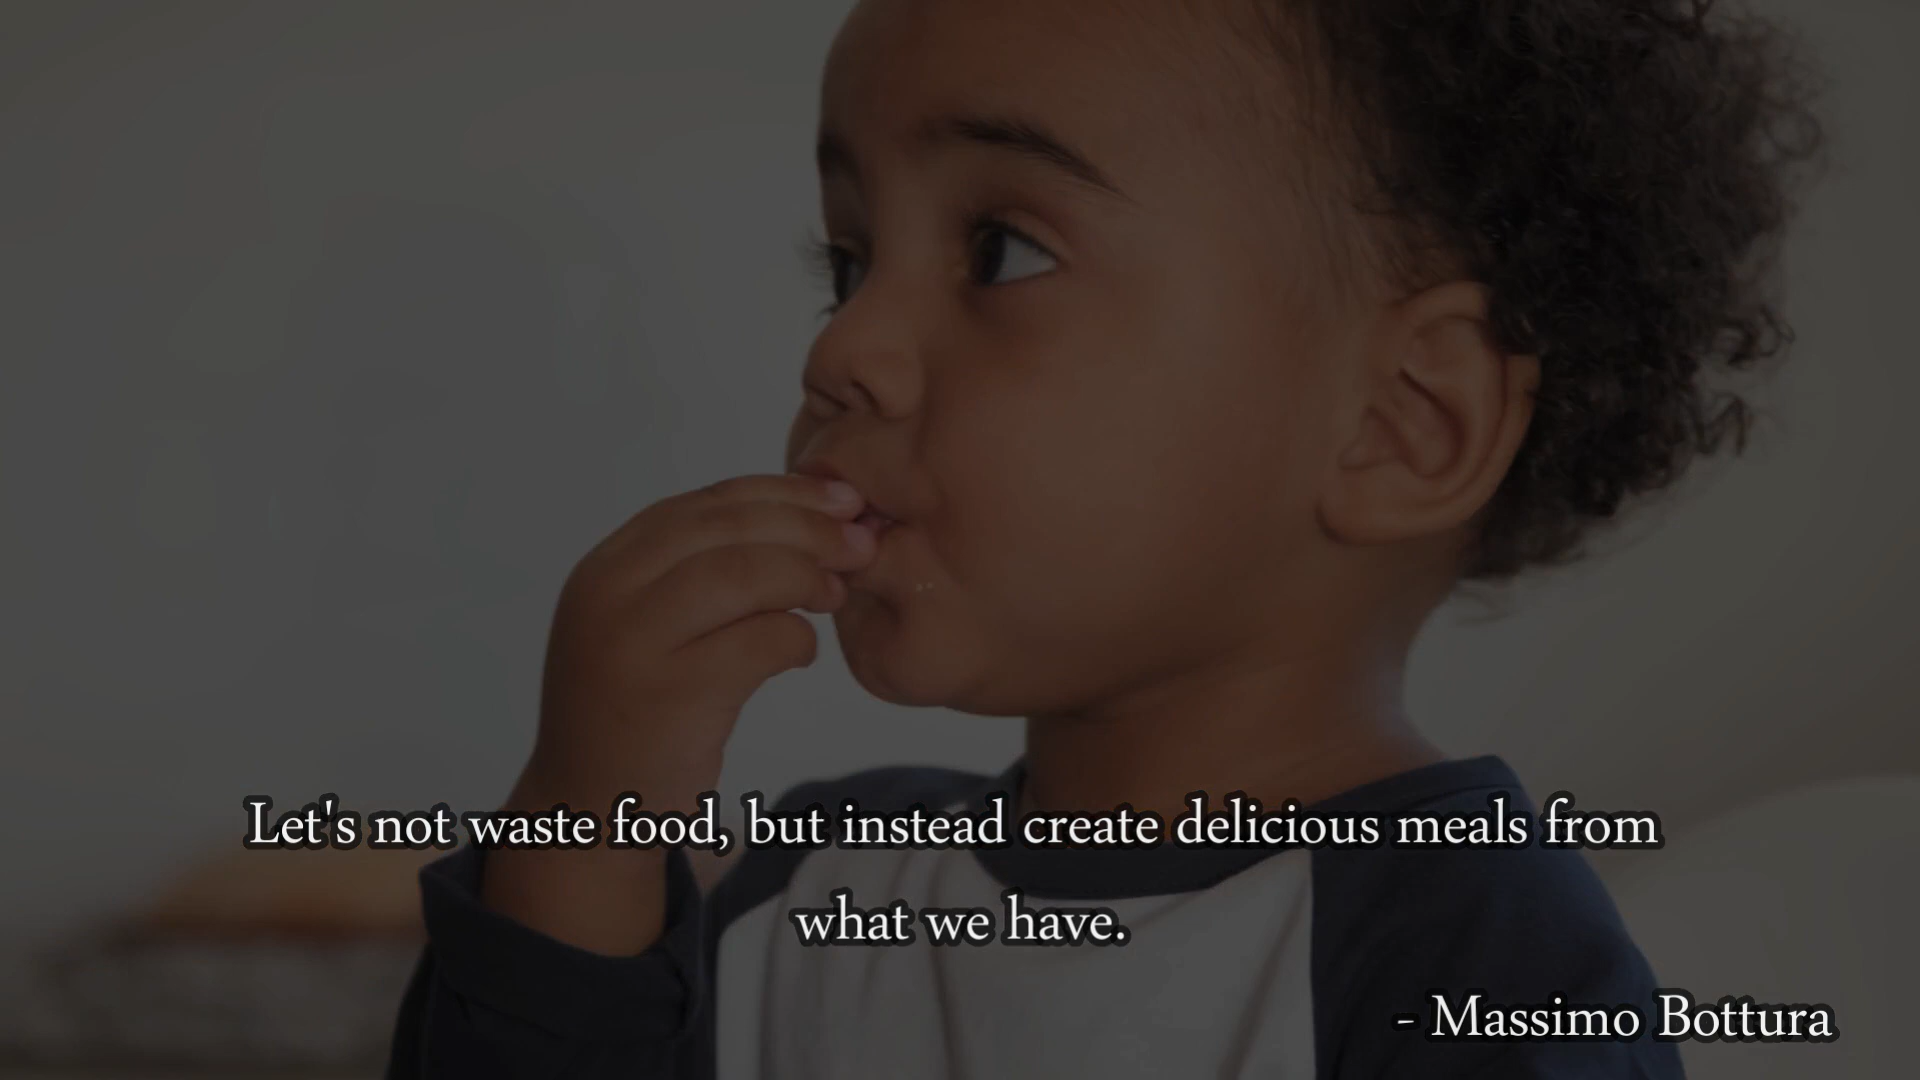 Let's not waste food, but instead create delicious meals from
what we have.
- Massimo Bottura